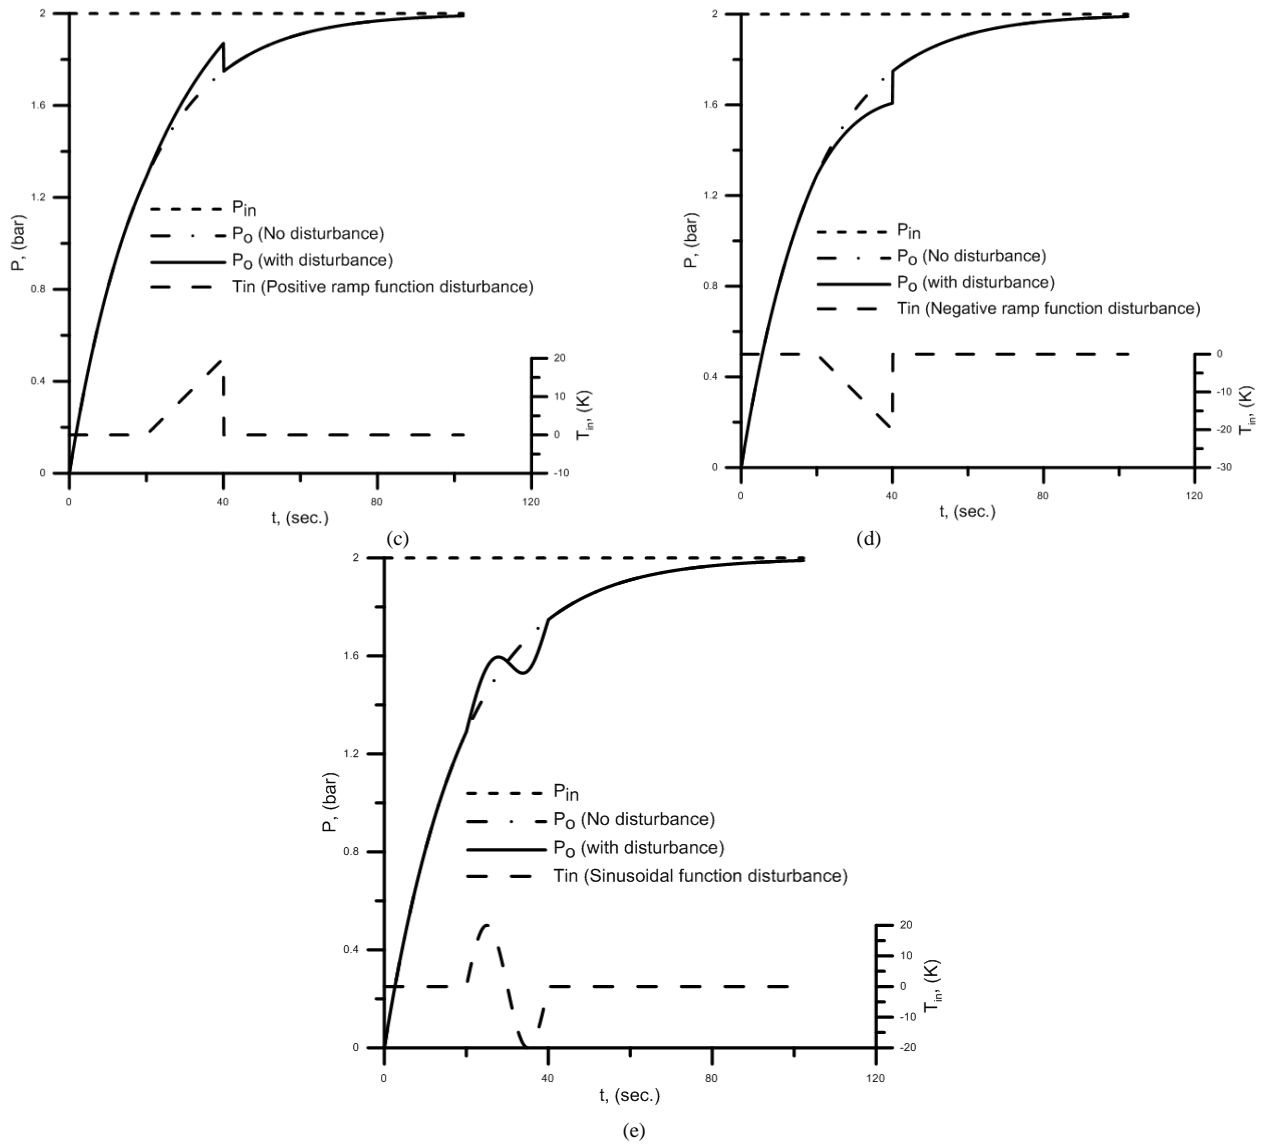 2
1.6
1.2
0.8
0.4
0
P, (bar)
Pin
Po (No disturbance)
Po (with disturbance)
Tin (Positive ramp function disturbance)
20
10
0
-10
Tin, (K)
0
40
80
120
t, (sec.)
(c)
2
1.6
1.2
0.8
0.4
0
P, (bar)
Pin
Po (No disturbance)
Po (with disturbance)
Tin (Negative ramp function disturbance)
0
-10
-20
-30
Tin, (K)
0
40
80
120
t, (sec.)
(d)
2
1.6
1.2
0.8
0.4
0
P, (bar)
Pin
Po (No disturbance)
Po (with disturbance)
Tin (Sinusoidal function disturbance)
20
10
0
-10
-20
Tin, (K)
0
40
80
120
t, (sec.)
(e)